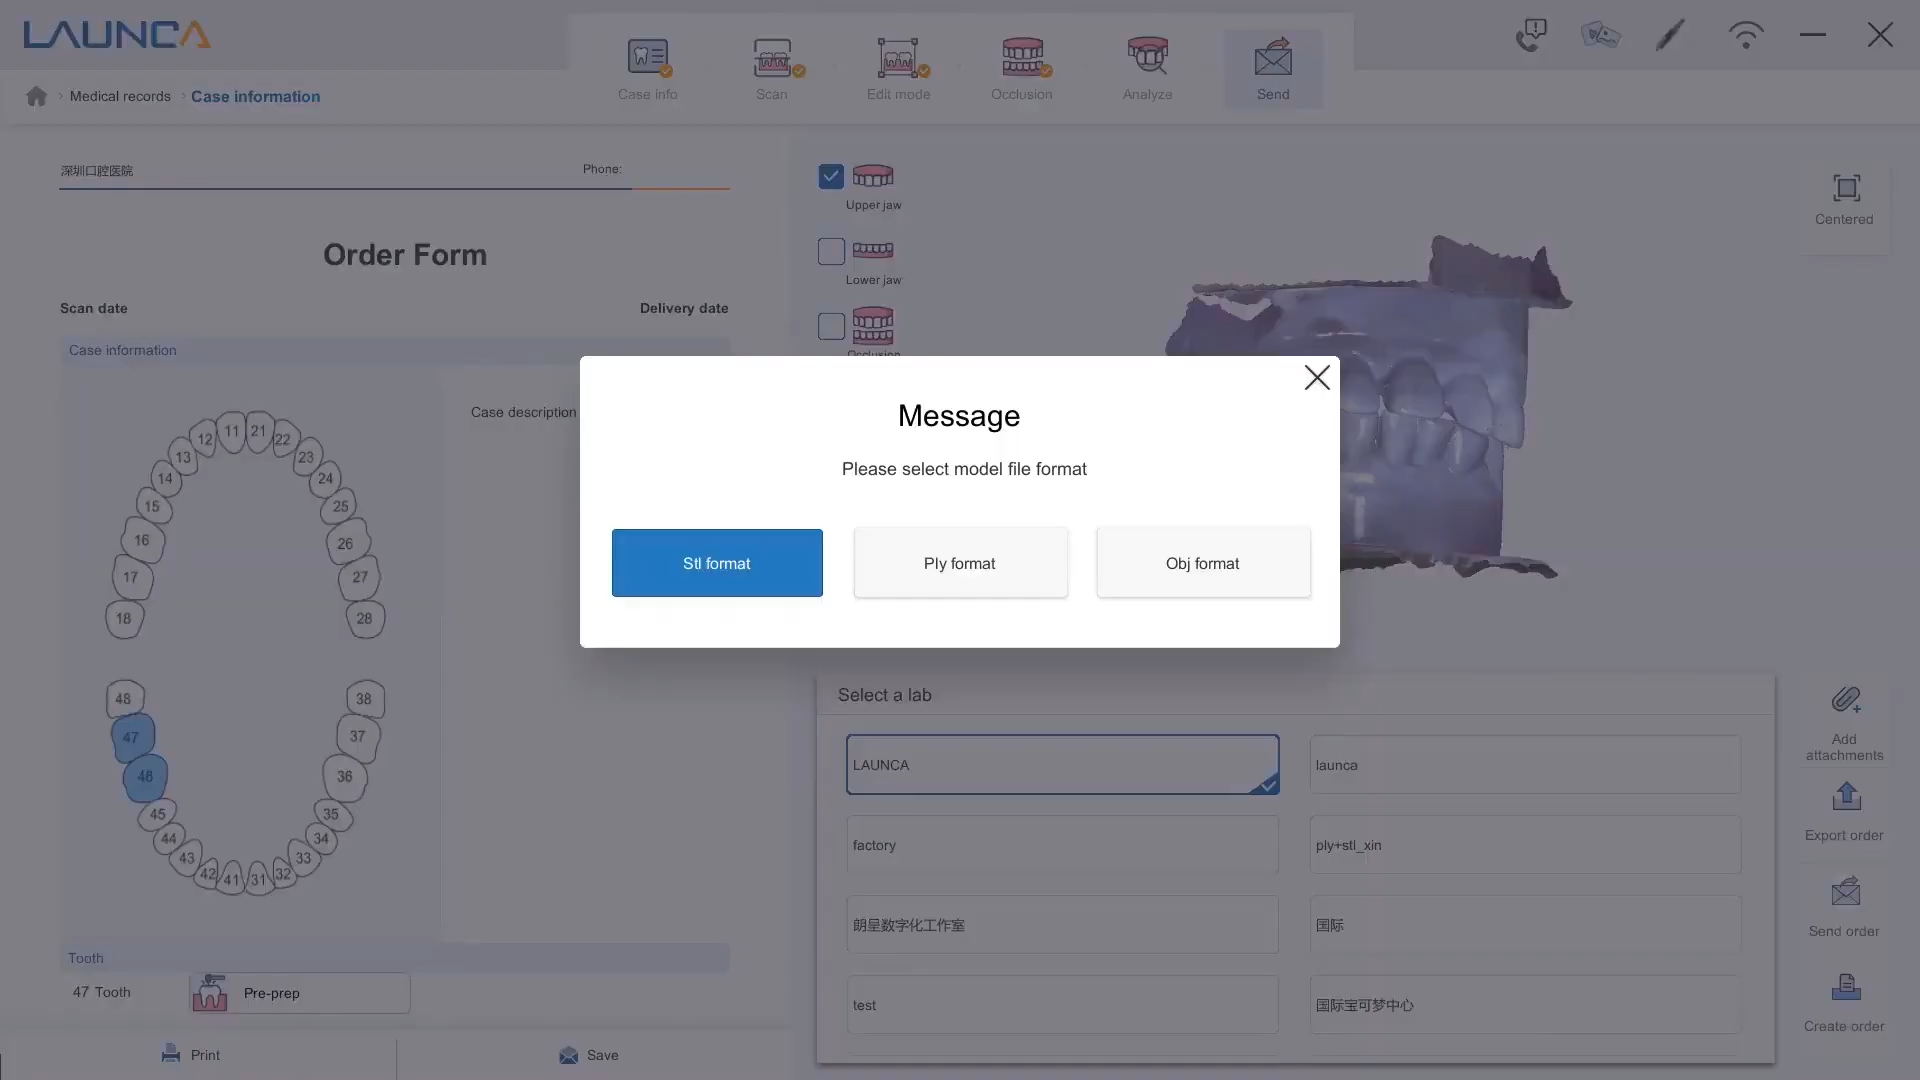 LAUNCA
Case info
Scan
Edit mode
Occlusion
Analyze
Send
Medical records
Case information
深圳口腔医院
Phone:
Order Form
Scan date
Delivery date
Case information
Case description
11 21
12 22
13 23
14 24
15 25
16 26
17 27
18 28
48 38
47 37
46 36
45 35
44 34
43 33
42 41 31 32
Tooth
47 Tooth
Pre-prep
Print
Save
Upper jaw
Lower jaw
Occlusion
Centered
Message
Please select model file format
Stl format
Ply format
Obj format
Select a lab
LAUNCA
launca
factory
ply+stl_xin
朗呈数字化工作室
国际
test
国际宝可梦中心
Add
attachments
Export order
Send order
Create order